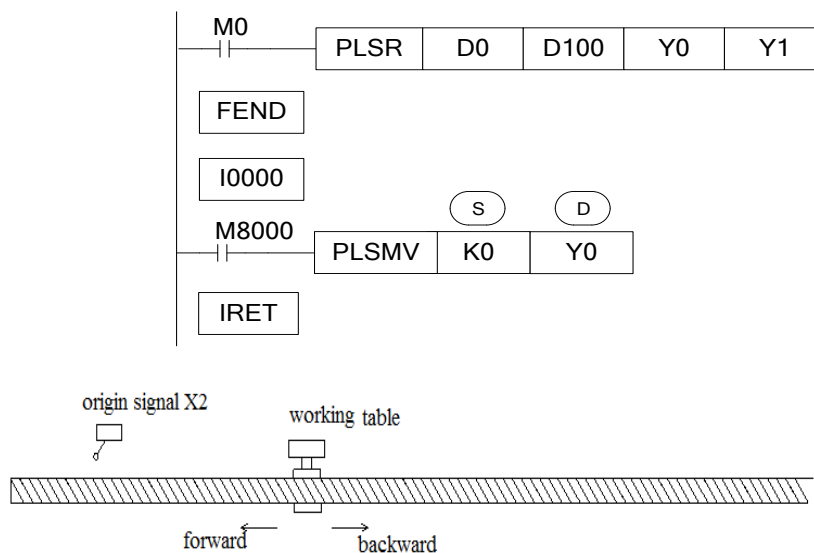 M0
PLSR D0 D100 Y0 Y1
FEND
I0000
S D
M8000
PLSMV K0 Y0
IRET
origin signal X2
working table
forward
backward